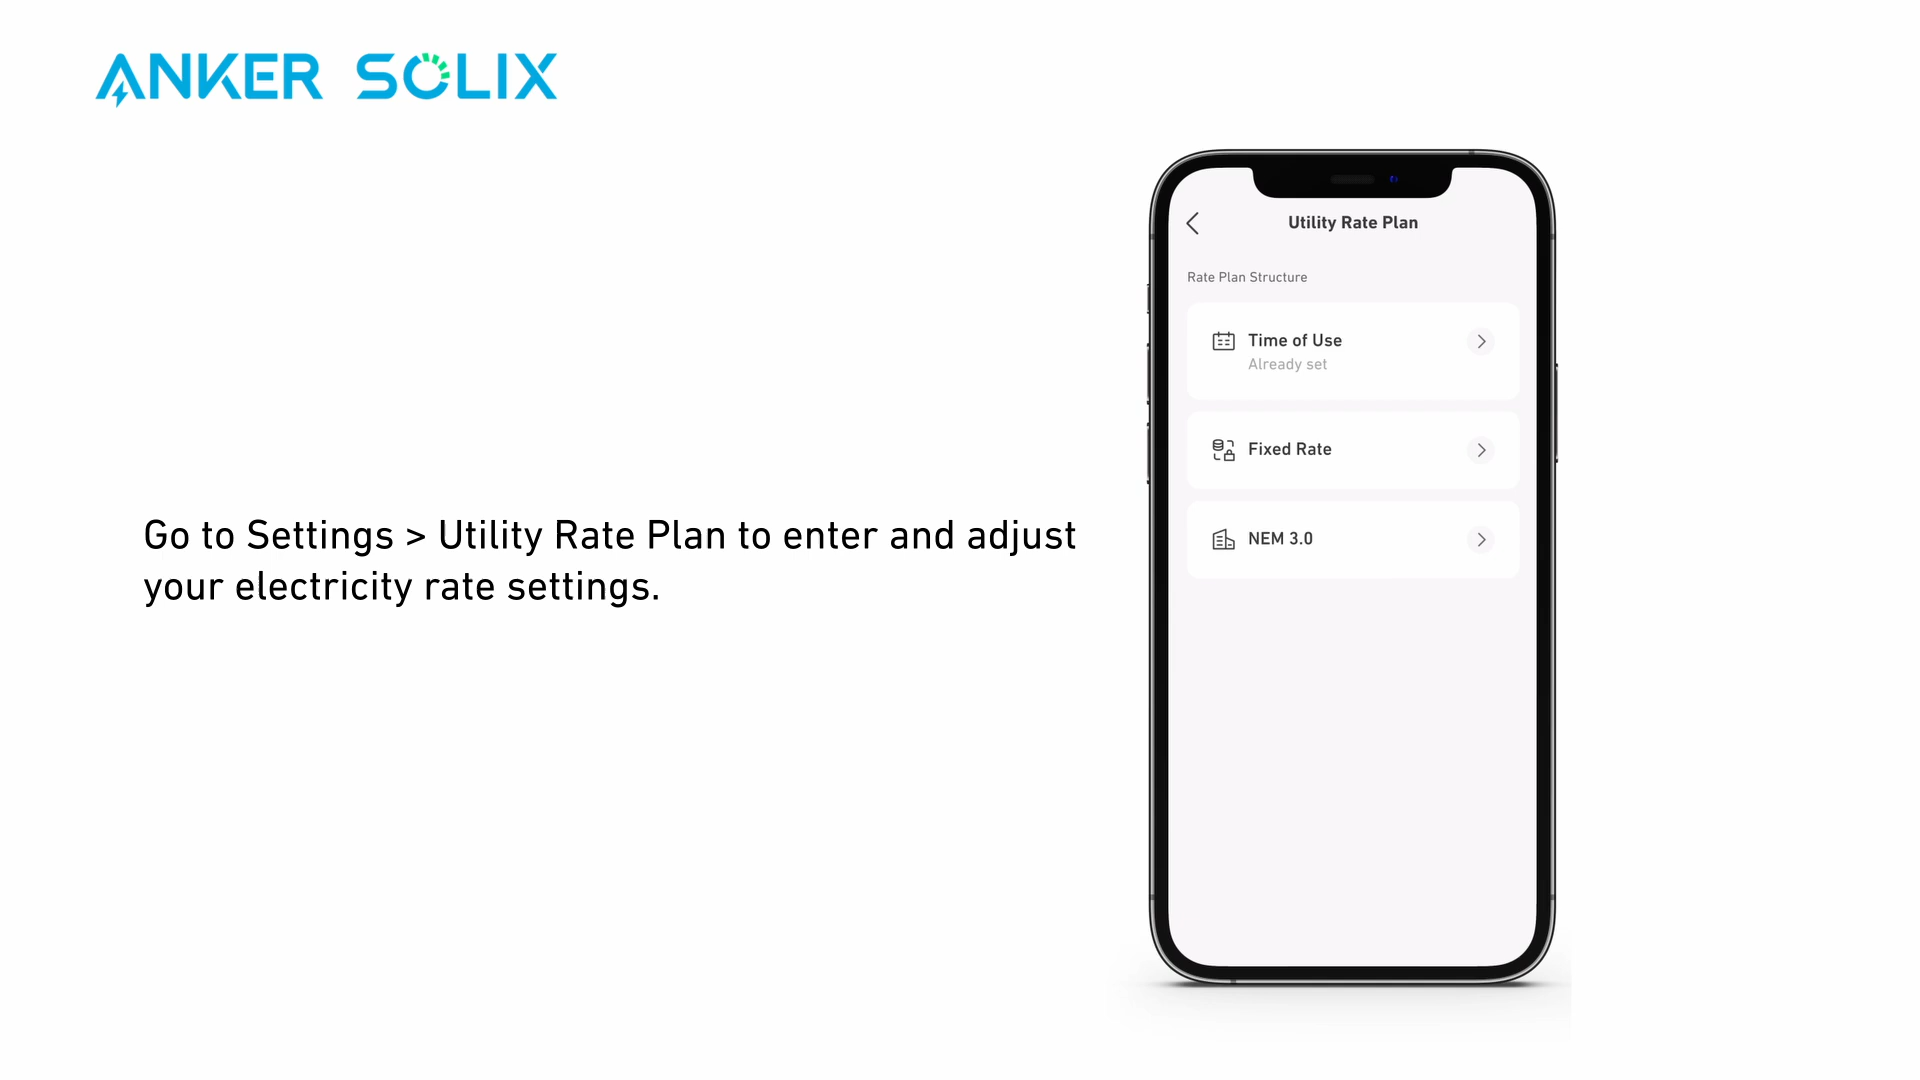 ANKER SOLIX
Utility Rate Plan
Rate Plan Structure
Time of Use
Already set
Fixed Rate
NEM 3.0
Go to Settings > Utility Rate Plan to enter and adjust
your electricity rate settings.